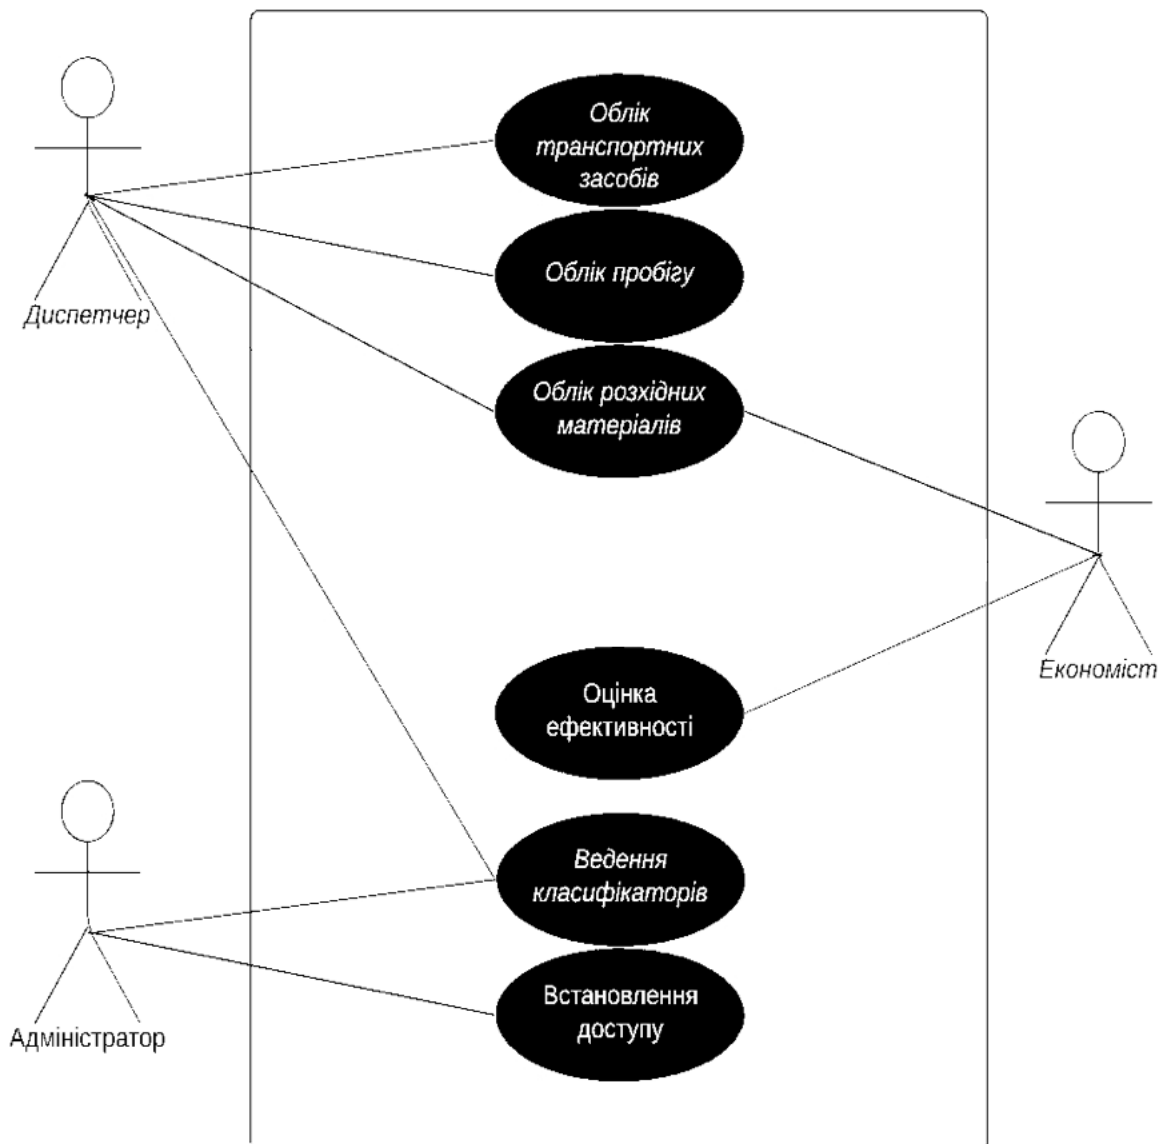 Облік
транспортних
засобів
Облік пробігу
Диспетчер
Облік розхідних
матеріалів
Економіст
Оцінка
ефективності
Ведення
класифікаторів
Встановлення
доступу
Адміністратор